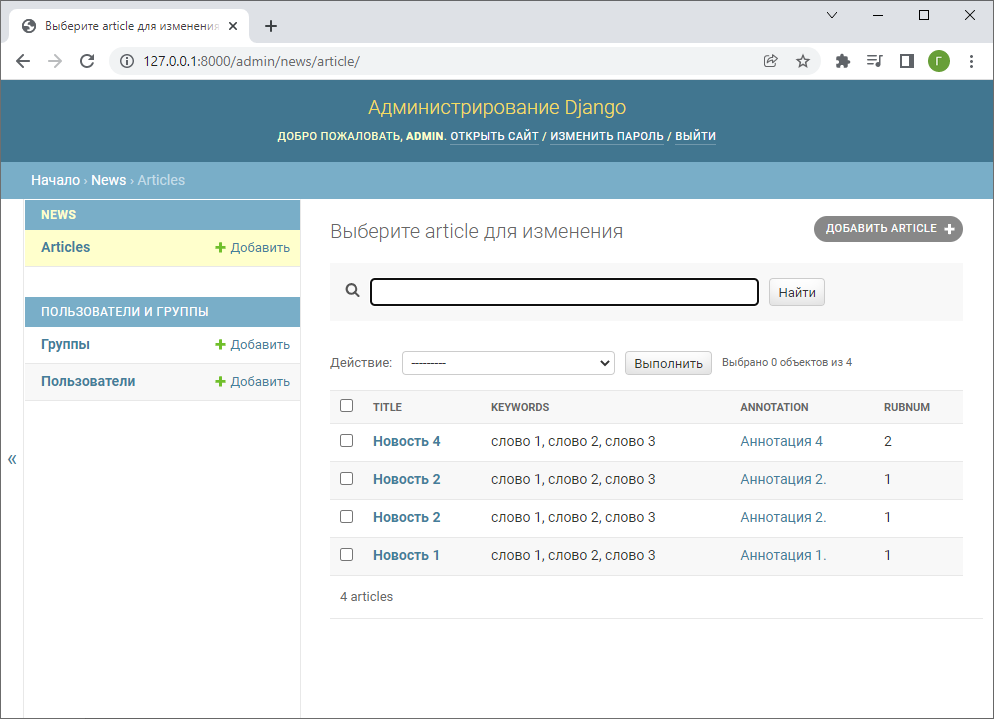 Выберите article для изменения
127.0.0.1:8000/admin/news/article/
Г
Администрирование Django
ДОБРО ПОЖАЛОВАТЬ, ADMIN. ОТКРЫТЬ САЙТ / ИЗМЕНИТЬ ПАРОЛЬ / ВЫЙТИ
Начало › News › Articles
NEWS
Articles + Добавить
ПОЛЬЗОВАТЕЛИ И ГРУППЫ
Группы + Добавить
Пользователи + Добавить
«
Выберите article для изменения
ДОБАВИТЬ ARTICLE +
Найти
Действие: --------- Выполнить Выбрано 0 объектов из 4
TITLE KEYWORDS ANNOTATION RUBNUM
Новость 4 слово 1, слово 2, слово 3 Аннотация 4 2
Новость 2 слово 1, слово 2, слово 3 Аннотация 2. 1
Новость 2 слово 1, слово 2, слово 3 Аннотация 2. 1
Новость 1 слово 1, слово 2, слово 3 Аннотация 1. 1
4 articles